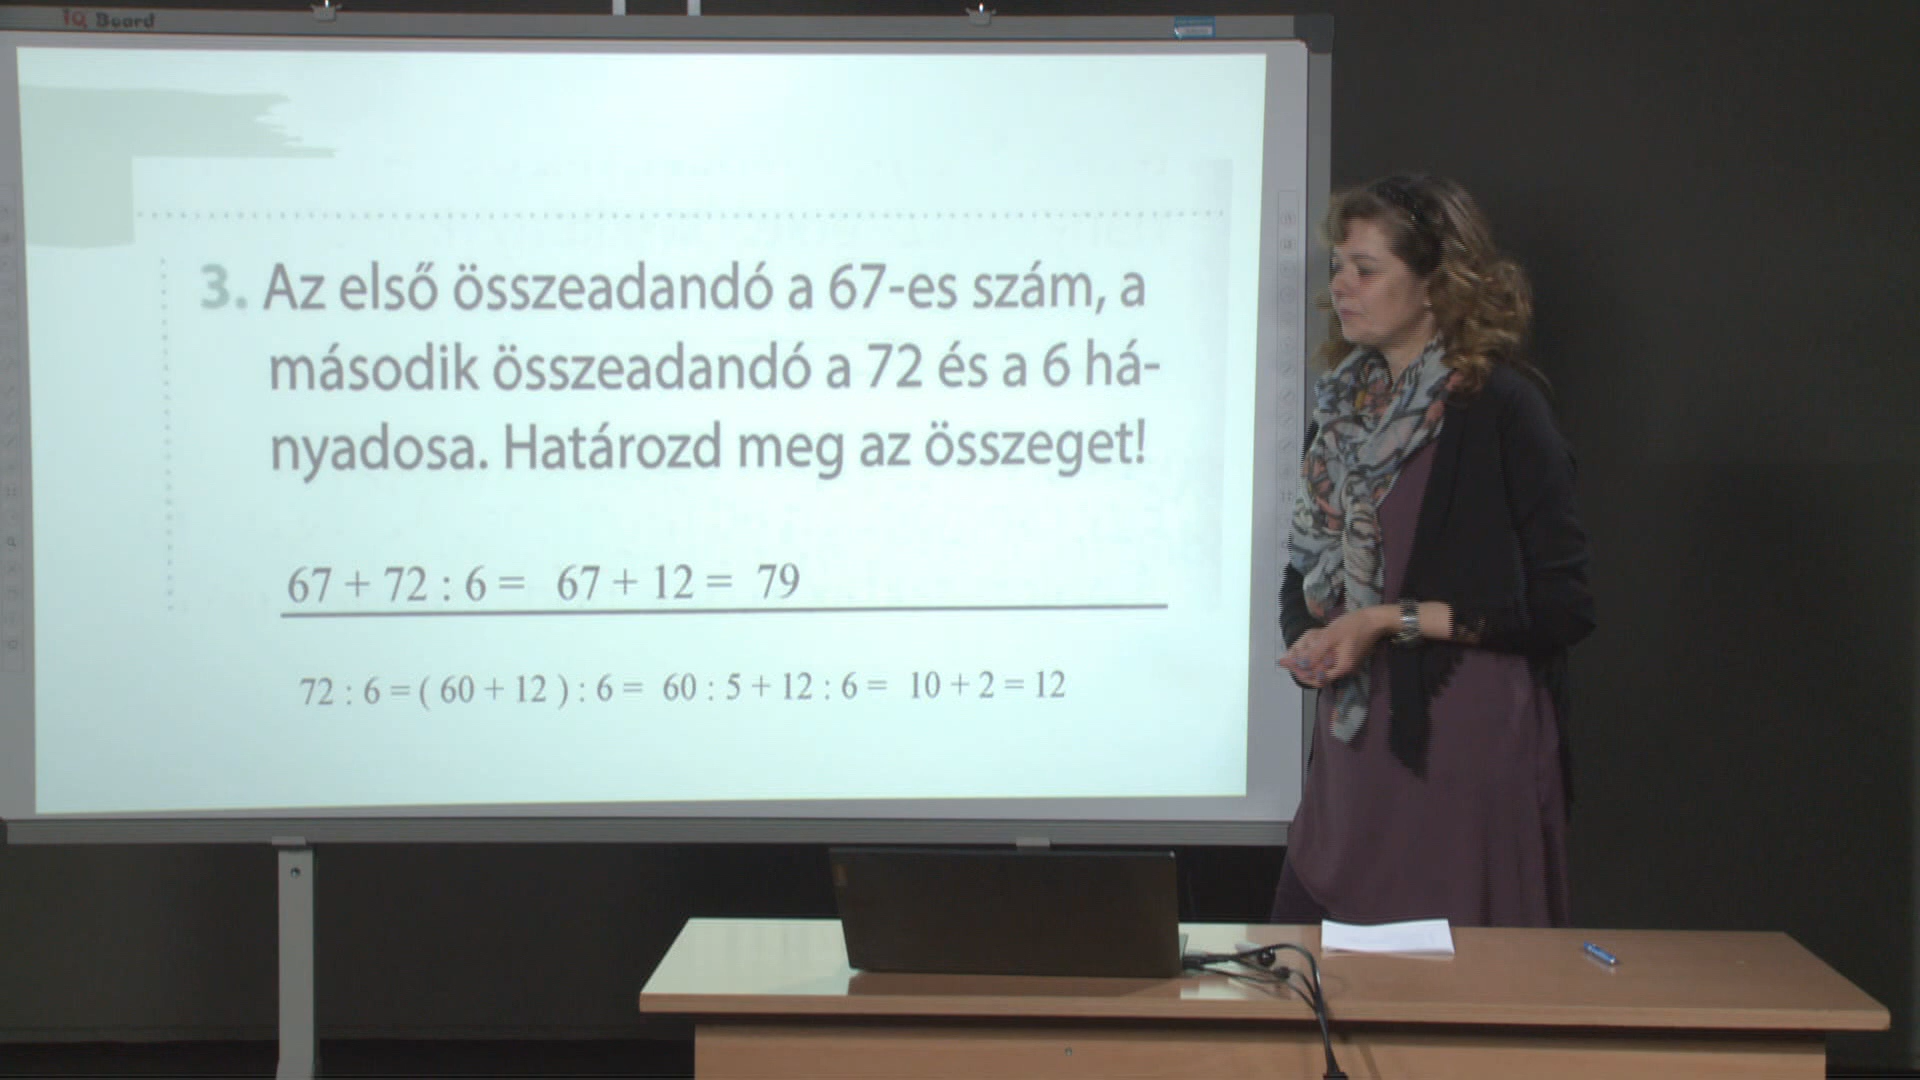 iQ Board
3. Az első összeadandó a 67-es szám, a
második összeadandó a 72 és a 6 há-
nyadosa. Határozd meg az összeget!
67 + 72 : 6 = 67 + 12 = 79
72 : 6 = ( 60 + 12 ) : 6 = 60 : 5 + 12 : 6 = 10 + 2 = 12